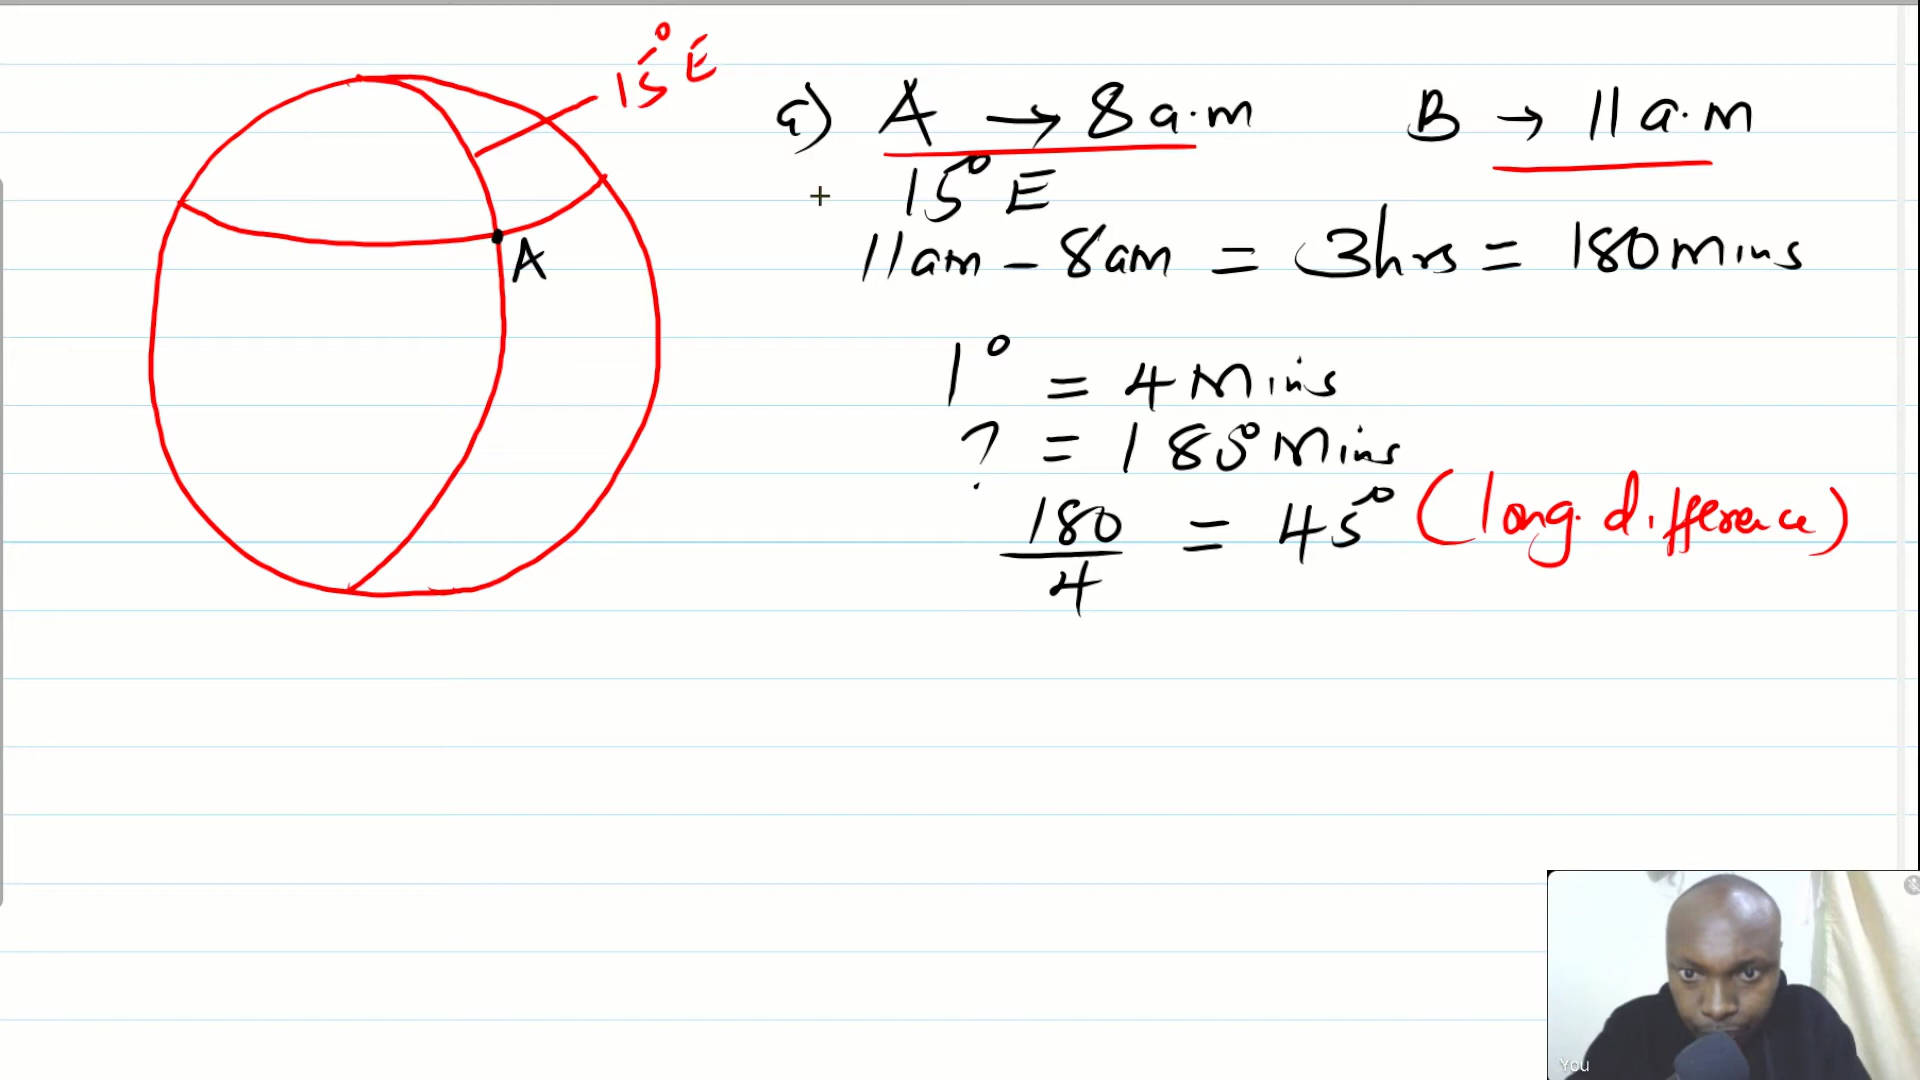 15°E
a) A → 8 a.m B → 11 a.m
15°E
11am - 8am = 3hrs = 180mins
A
1° = 4 Mins
? = 180 Mins
180/4 = 45° (long. difference)
You